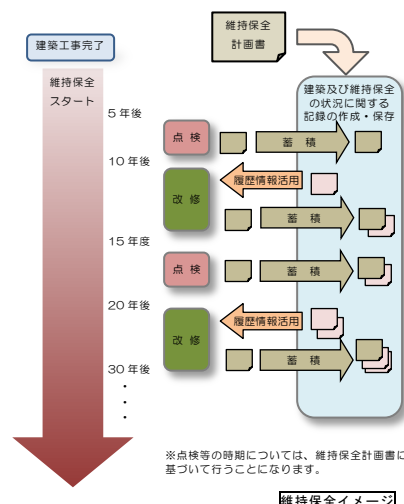 維持保全
計画書
建築工事完了
維持保全
スタート
建築及び維持保全
の状況に関する
記録の作成・保存
5年後
点検
蓄積
10年後
履歴情報活用
改修
蓄積
15年度
点検
蓄積
20年後
履歴情報活用
改修
蓄積
30年後
・
・
・
※点検等の時期については、維持保全計画書に
基づいて行うことになります。
維持保全イメージ